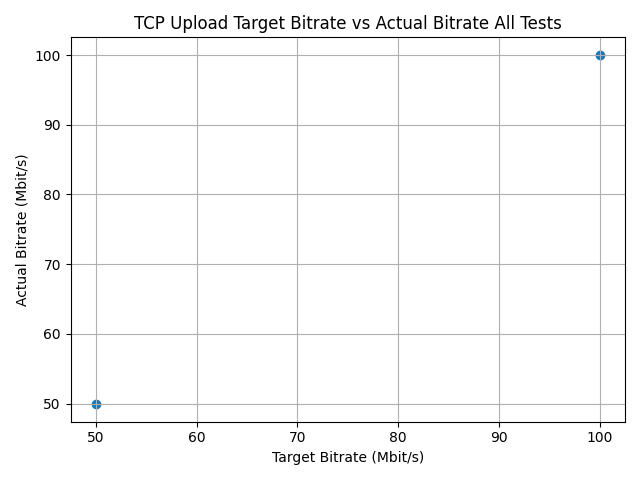 TCP Upload Target Bitrate vs Actual Bitrate All Tests
100
90
80
70
60
50
Actual Bitrate (Mbit/s)
50 60 70 80 90 100
Target Bitrate (Mbit/s)